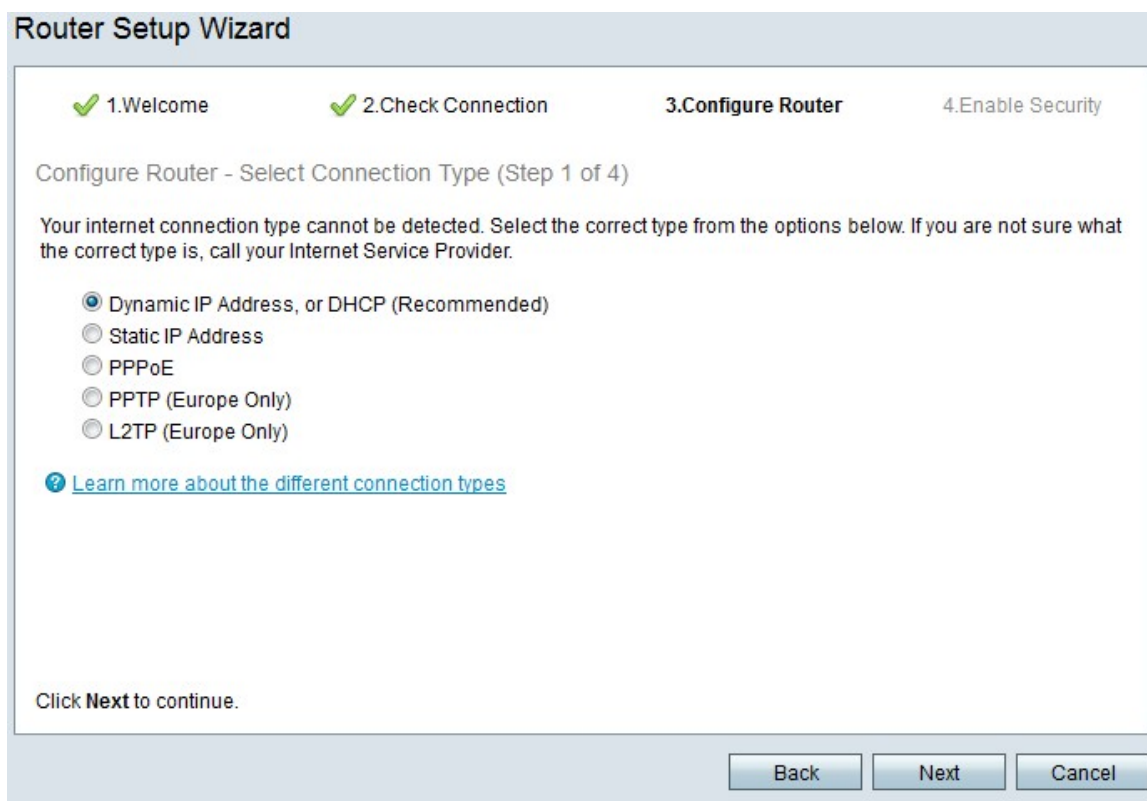 Router Setup Wizard
1.Welcome
2.Check Connection
3.Configure Router
4.Enable Security
Configure Router - Select Connection Type (Step 1 of 4)
Your internet connection type cannot be detected. Select the correct type from the options below. If you are not sure what
the correct type is, call your Internet Service Provider.
Dynamic IP Address, or DHCP (Recommended)
Static IP Address
PPPoE
PPTP (Europe Only)
L2TP (Europe Only)
Learn more about the different connection types
Click Next to continue.
Back
Next
Cancel